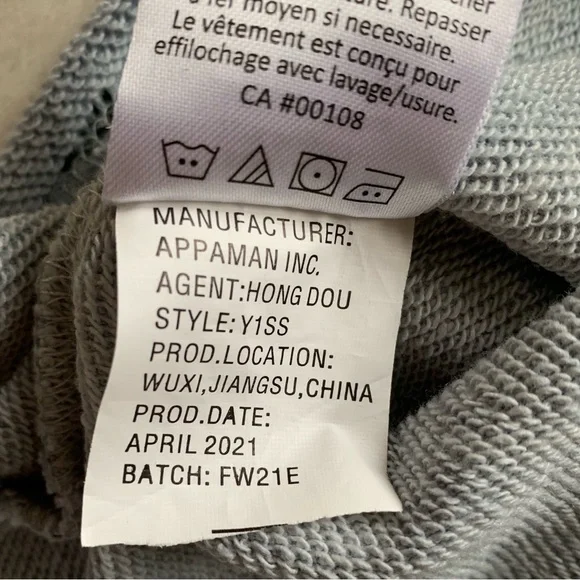 fer moyen si necessaire. Repasser
Le vêtement est conçu pour
effilochage avec lavage/usure.
CA #00108
MANUFACTURER:
APPAMAN INC.
AGENT:HONG DOU
STYLE: Y1SS
PROD.LOCATION:
WUXI,JIANGSU,CHINA
PROD.DATE:
APRIL 2021
BATCH: FW21E